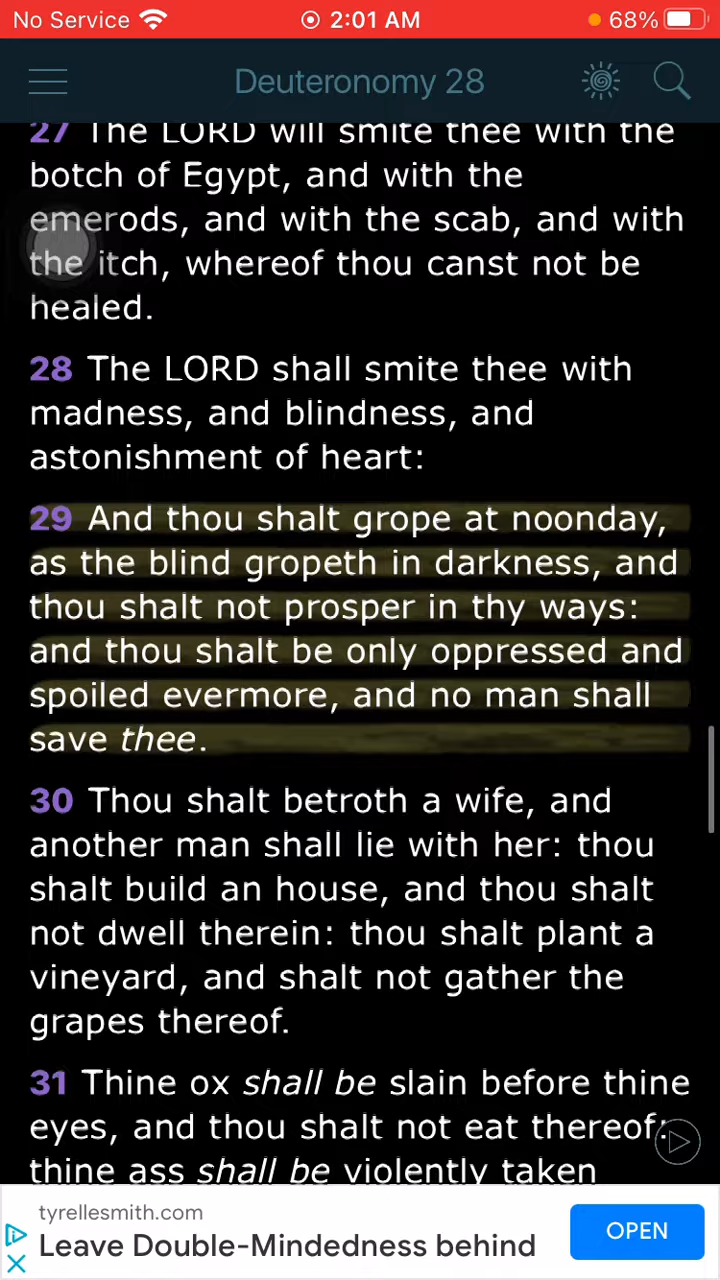 No Service 2:01 AM 68%
Deuteronomy 28
27 The LORD will smite thee with the
botch of Egypt, and with the
emerods, and with the scab, and with
the itch, whereof thou canst not be
healed.
28 The LORD shall smite thee with
madness, and blindness, and
astonishment of heart:
29 And thou shalt grope at noonday,
as the blind gropeth in darkness, and
thou shalt not prosper in thy ways:
and thou shalt be only oppressed and
spoiled evermore, and no man shall
save thee.
30 Thou shalt betroth a wife, and
another man shall lie with her: thou
shalt build an house, and thou shalt
not dwell therein: thou shalt plant a
vineyard, and shalt not gather the
grapes thereof.
31 Thine ox shall be slain before thine
eyes, and thou shalt not eat thereof:
thine ass shall be violently taken
tyrellesmith.com
Leave Double-Mindedness behind
OPEN